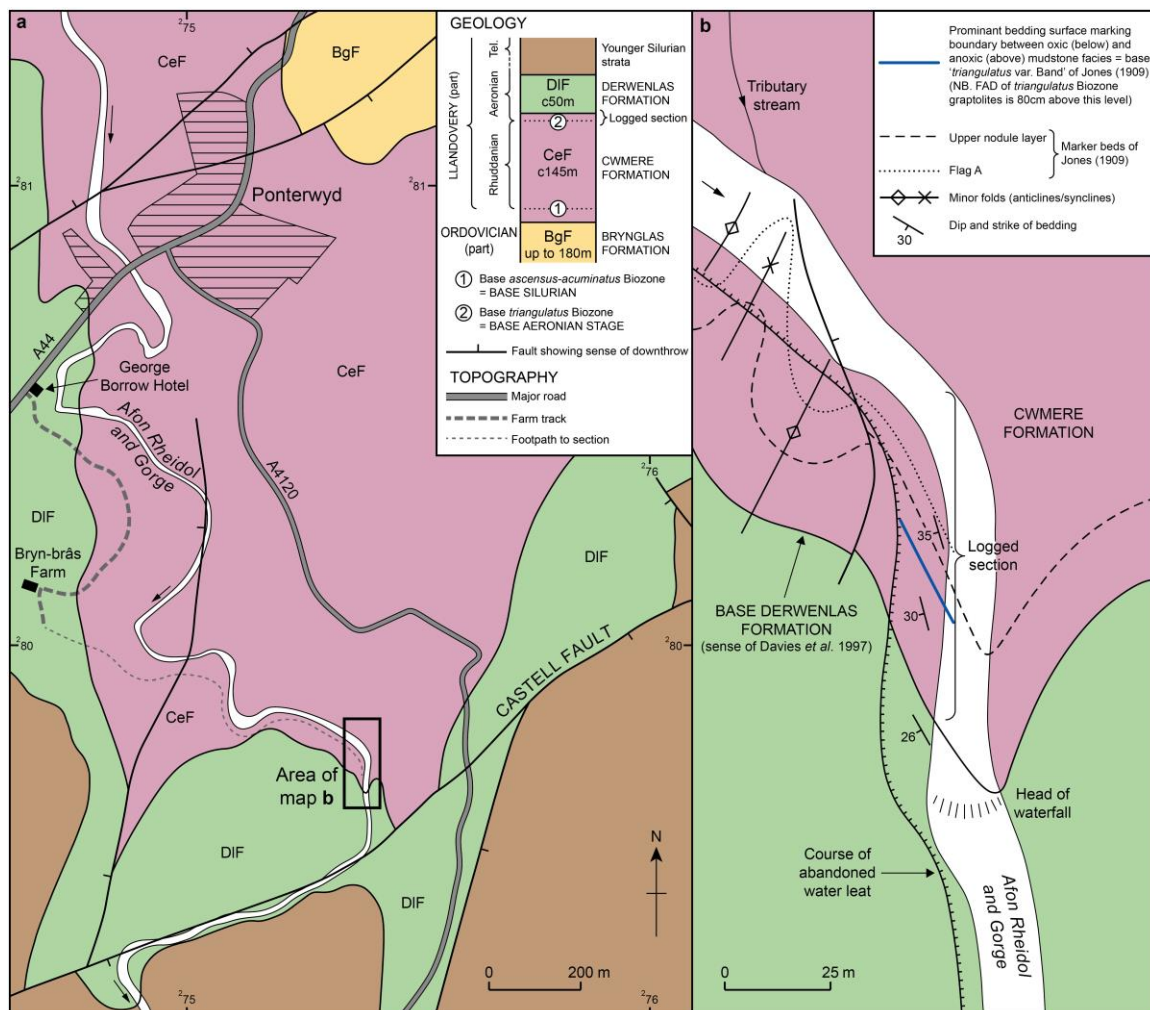 a
²75
CeF
BgF
²81
Ponterwyd
²81
A44
George
Borrow Hotel
CeF
Afon Rheidol
and Gorge
A4120
²76
DlF
Bryn-brâs
Farm
DlF
²80
²80
CASTELL FAULT
CeF
Area of
map b
DlF
DlF
N
0 200 m
²75
²76
GEOLOGY
LLANDOVERY (part)
Tel.
Aeronian
Rhuddanian
ORDOVICIAN
(part)
Younger Silurian
strata
DlF
c50m
DERWENLAS
FORMATION
2
Logged section
CeF
c145m
CWMERE
FORMATION
1
BgF
up to 180m
BRYNGLAS
FORMATION
1 Base ascensus-acuminatus Biozone
= BASE SILURIAN
2 Base triangulatus Biozone
= BASE AERONIAN STAGE
Fault showing sense of downthrow
TOPOGRAPHY
Major road
Farm track
Footpath to section
b
Tributary
stream
Prominant bedding surface marking
boundary between oxic (below) and
anoxic (above) mudstone facies = base
'triangulatus var. Band' of Jones (1909)
(NB. FAD of triangulatus Biozone
graptolites is 80cm above this level)
Upper nodule layer
Flag A
Marker beds of
Jones (1909)
Minor folds (anticlines/synclines)
30
Dip and strike of bedding
CWMERE
FORMATION
35
Logged
section
30
BASE DERWENLAS
FORMATION
(sense of Davies et al. 1997)
26
Head of
waterfall
Course of
abandoned
water leat
Afon Rheidol
and Gorge
0 25 m